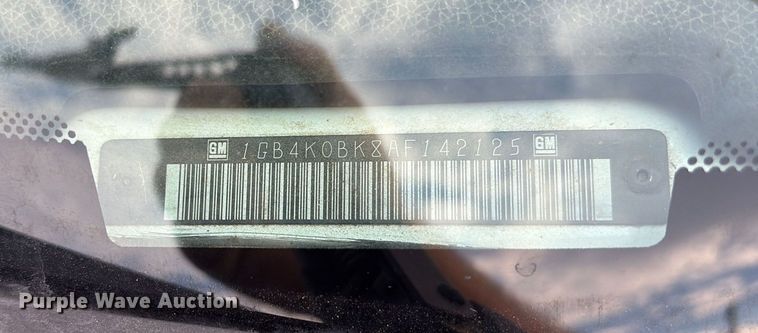 GM 1GB4K0BK8AF142125 GM
Purple Wave Auction